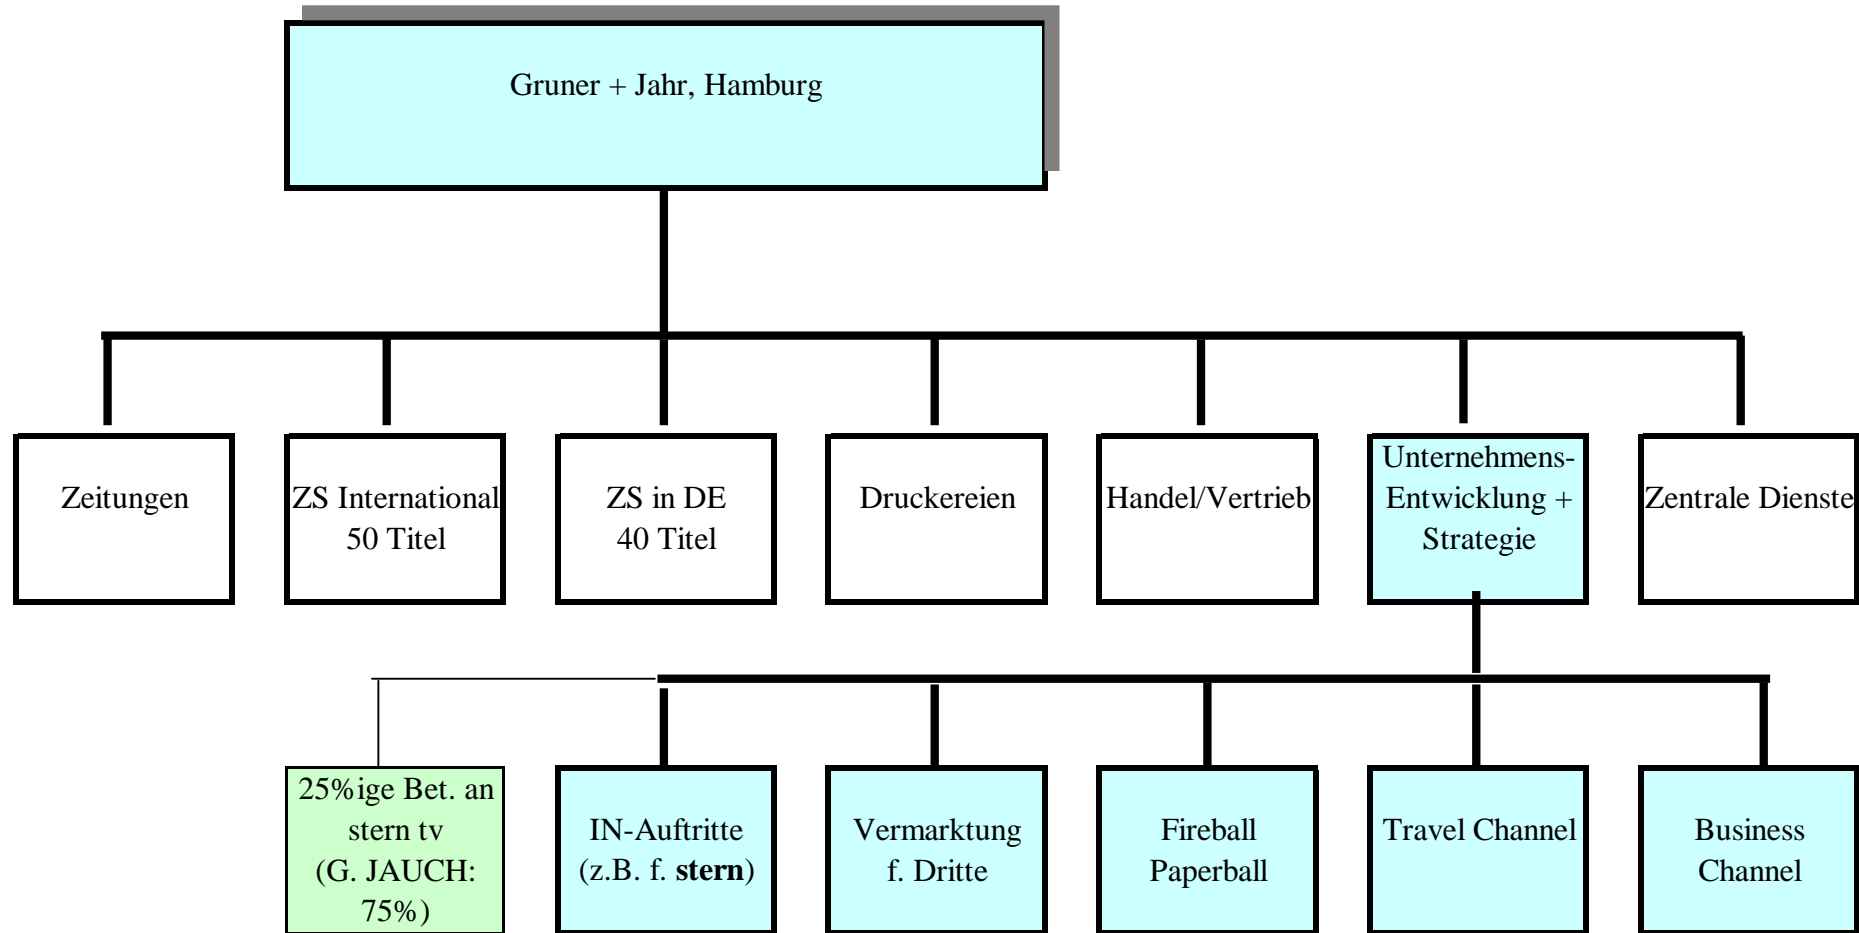 Gruner + Jahr, Hamburg
Zeitungen
ZS International
50 Titel
ZS in DE
40 Titel
Druckereien
Handel/Vertrieb
Unternehmens-
Entwicklung +
Strategie
Zentrale Dienste
25%ige Bet. an
stern tv
(G. JAUCH:
75%)
IN-Auftritte
(z.B. f. stern)
Vermarktung
f. Dritte
Fireball
Paperball
Travel Channel
Business
Channel